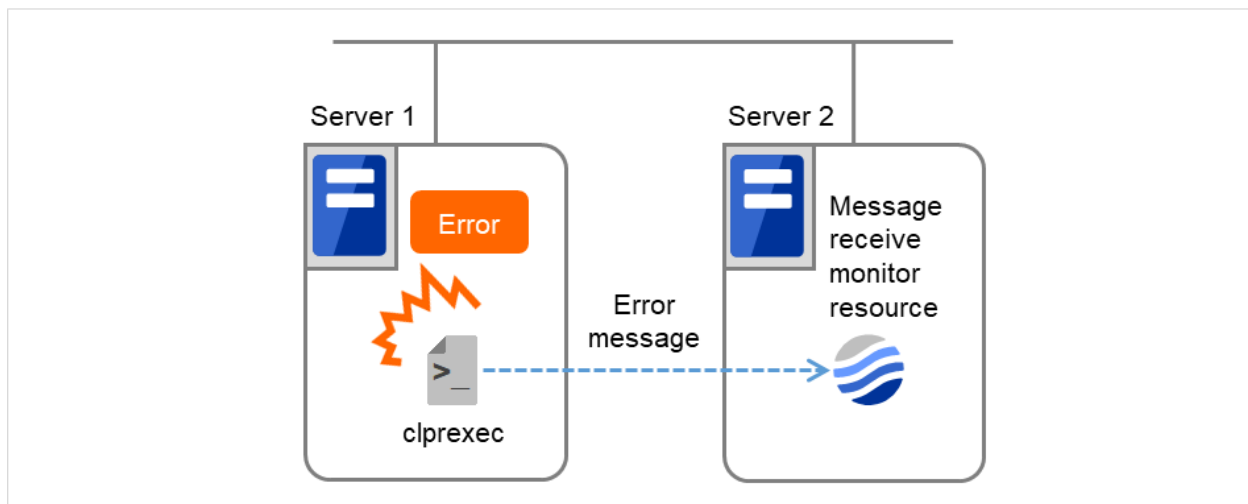 Server 1
Server 2
Error
Message
receive
monitor
resource
Error
message
>_
clprexec